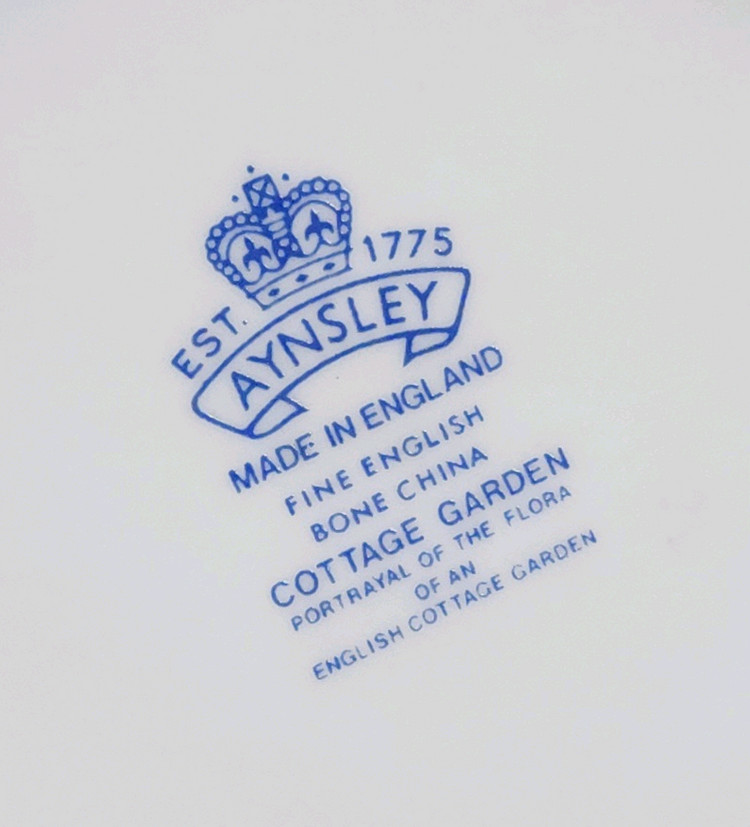 EST. 1775
AYNSLEY
MADE IN ENGLAND
FINE ENGLISH
BONE CHINA
COTTAGE GARDEN
PORTRAYAL OF THE FLORA
OF AN
ENGLISH COTTAGE GARDEN